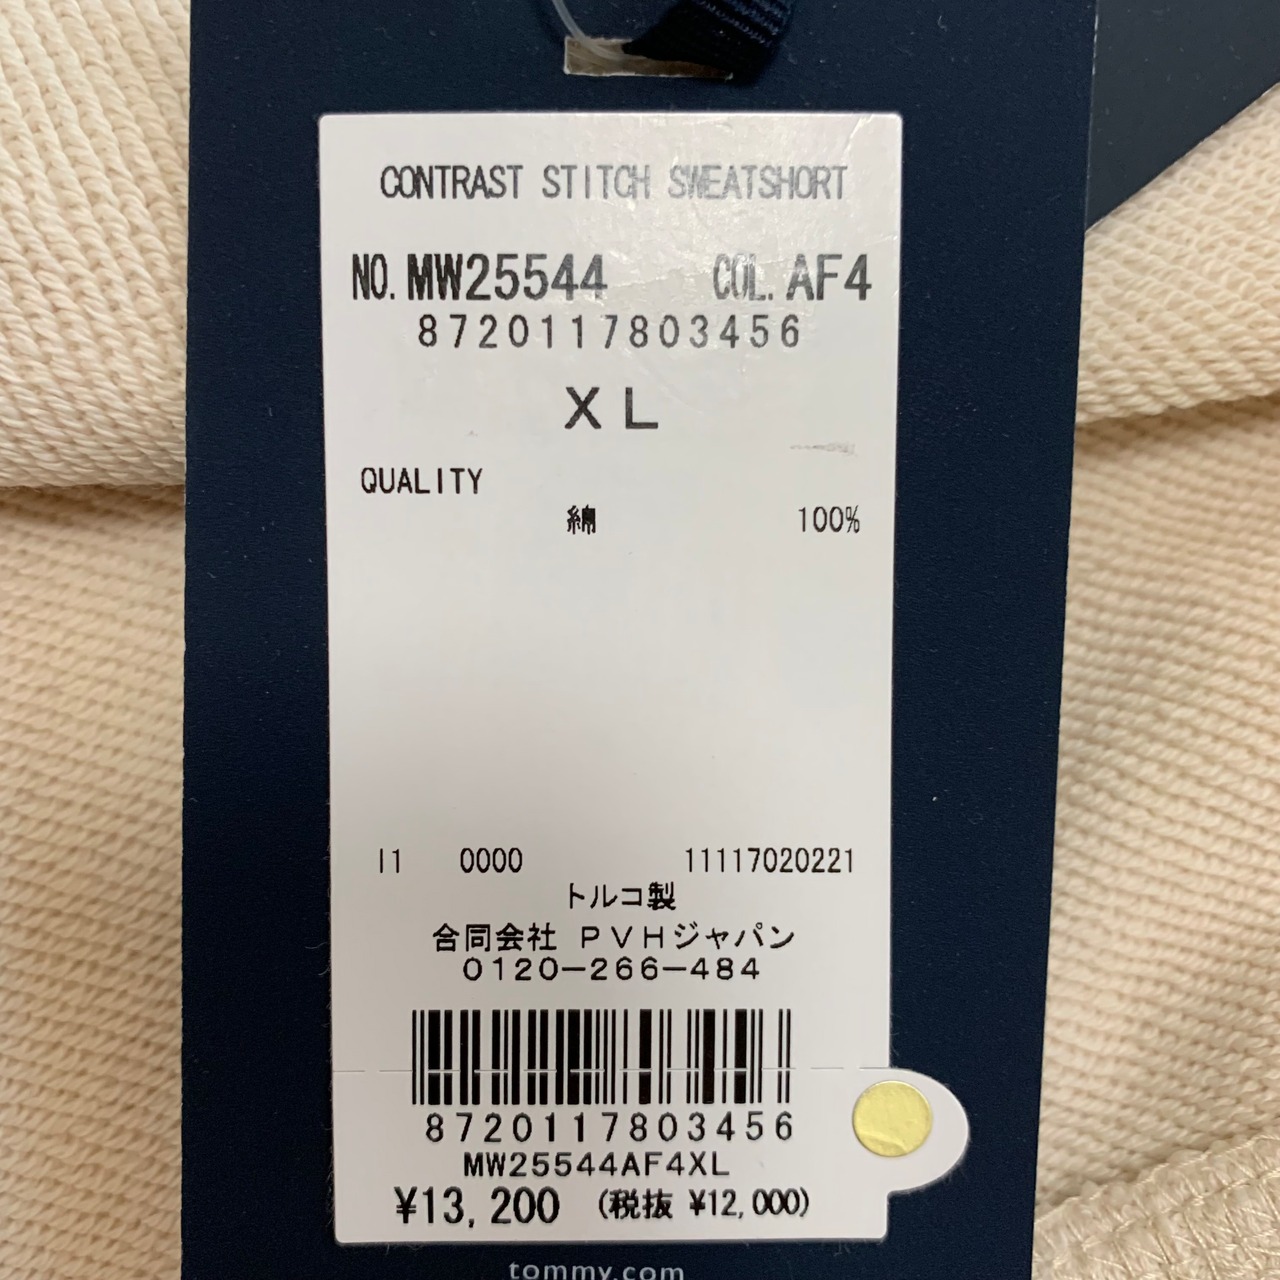 CONTRAST STITCH SWEATSHORT
NO. MW25544 COL. AF4
8720117803456
XL
QUALITY
綿 100%
I1 0000 11117020221
トルコ製
合同会社 PVHジャパン
0120-266-484
8720117803456
MW25544AF4XL
¥13,200 (税抜 ¥12,000)
tommy.com